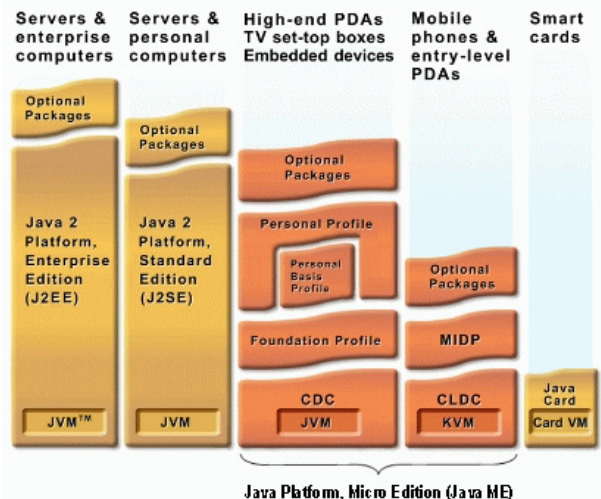 Servers &
enterprise
computers
Servers &
personal
computers
High-end PDAs
TV set-top boxes
Embedded devices
Mobile
phones &
entry-level
PDAs
Smart
cards
Optional
Packages
Java 2
Platform,
Enterprise
Edition
(J2EE)
JVM™
Optional
Packages
Java 2
Platform,
Standard
Edition
(J2SE)
JVM
Optional
Packages
Personal Profile
Personal
Basis
Profile
Foundation Profile
CDC
JVM
Optional
Packages
MIDP
CLDC
KVM
Java
Card
Card VM
Java Platform, Micro Edition (Java ME)